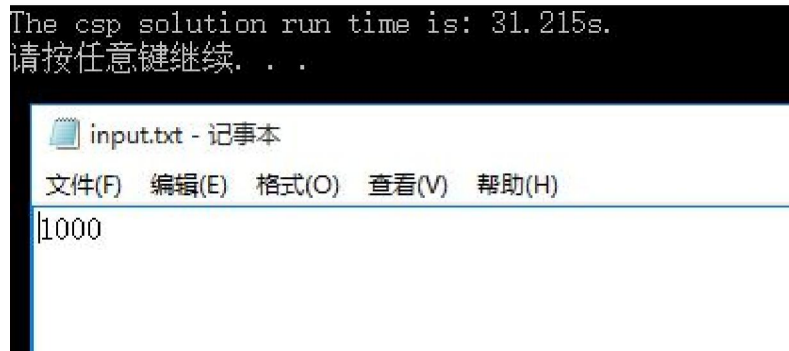 The csp solution run time is: 31.215s.
请按任意键继续. . .
input.txt - 记事本
文件(F) 编辑(E) 格式(O) 查看(V) 帮助(H)
1000